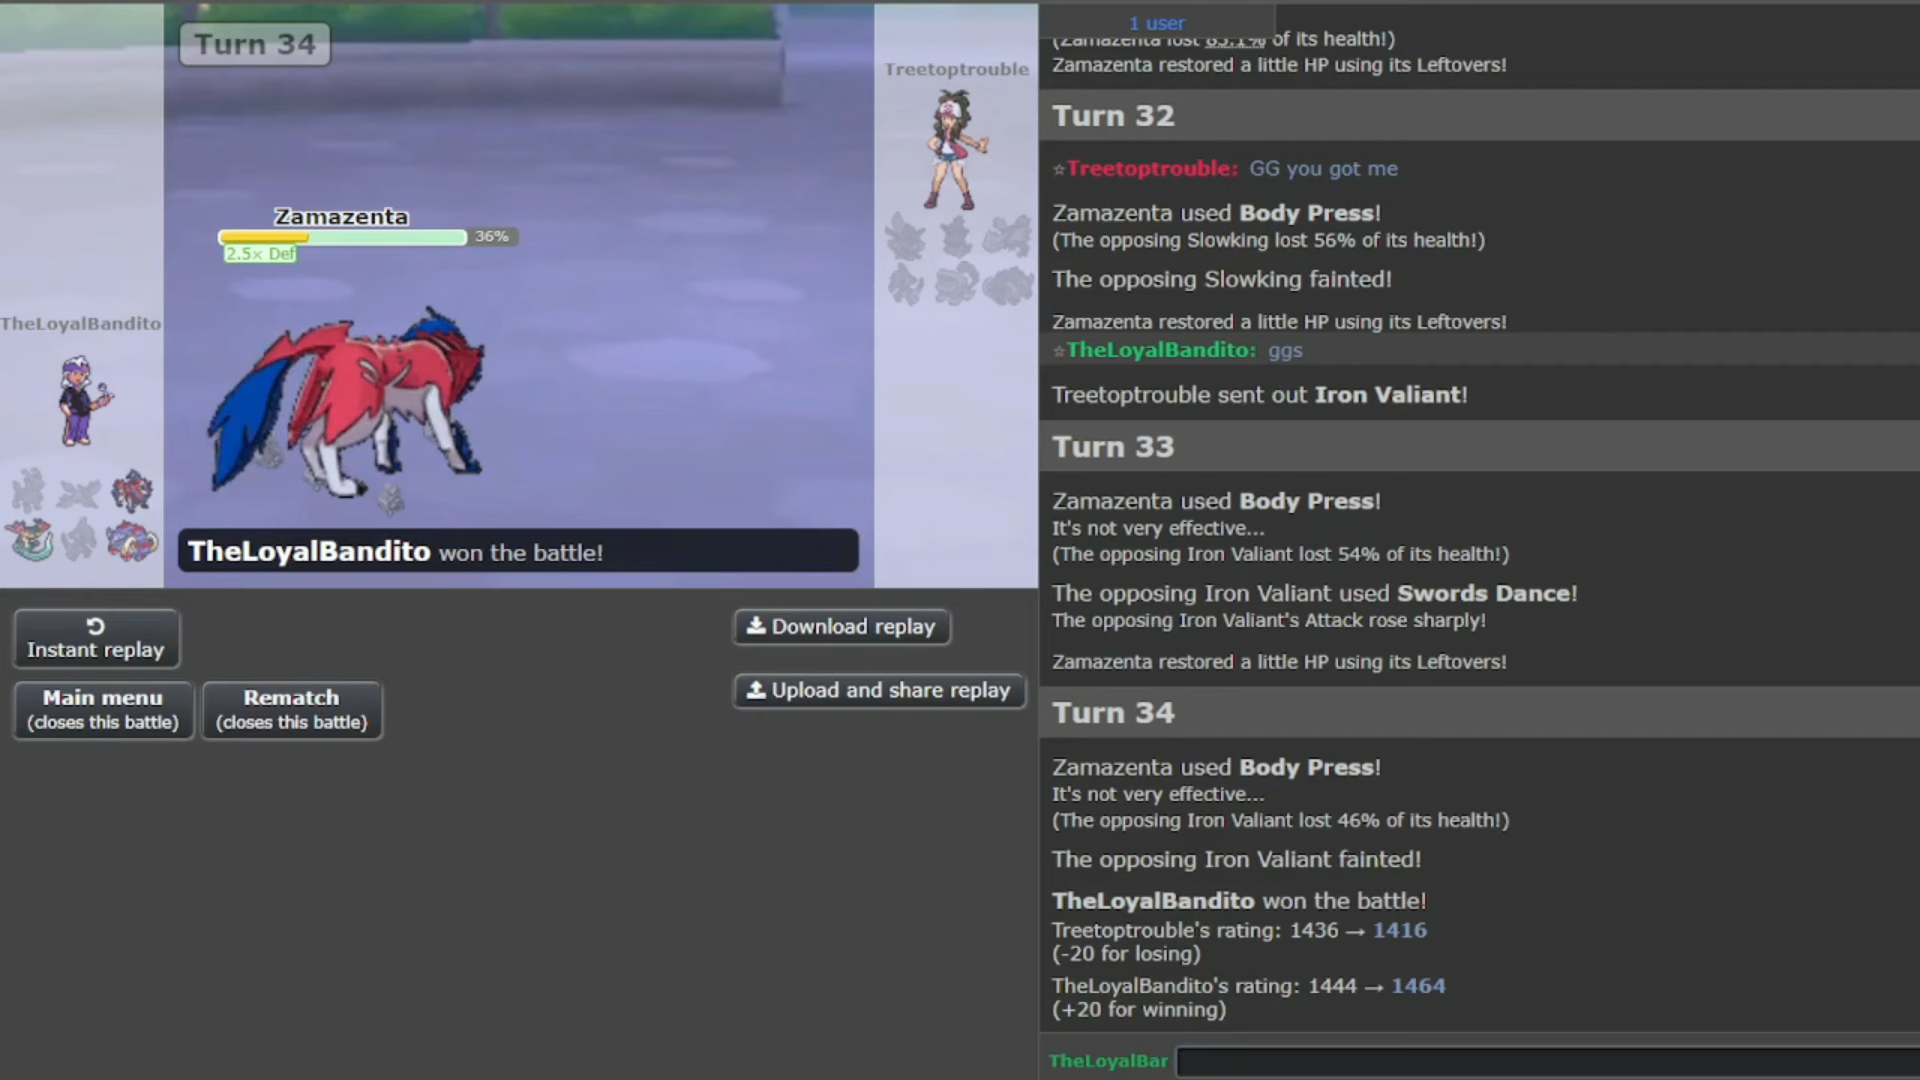 Turn 34
Treetoptrouble
Zamazenta
36%
2.5× Def
TheLoyalBandito
TheLoyalBandito won the battle!
Instant replay
Download replay
Main menu
(closes this battle)
Rematch
(closes this battle)
Upload and share replay
1 user
(Zamazenta lost 63.1% of its health!)
Zamazenta restored a little HP using its Leftovers!
Turn 32
☆Treetoptrouble: GG you got me
Zamazenta used Body Press!
(The opposing Slowking lost 56% of its health!)
The opposing Slowking fainted!
Zamazenta restored a little HP using its Leftovers!
☆TheLoyalBandito: ggs
Treetoptrouble sent out Iron Valiant!
Turn 33
Zamazenta used Body Press!
It's not very effective...
(The opposing Iron Valiant lost 54% of its health!)
The opposing Iron Valiant used Swords Dance!
The opposing Iron Valiant's Attack rose sharply!
Zamazenta restored a little HP using its Leftovers!
Turn 34
Zamazenta used Body Press!
It's not very effective...
(The opposing Iron Valiant lost 46% of its health!)
The opposing Iron Valiant fainted!
TheLoyalBandito won the battle!
Treetoptrouble's rating: 1436 → 1416
(-20 for losing)
TheLoyalBandito's rating: 1444 → 1464
(+20 for winning)
TheLoyalBar